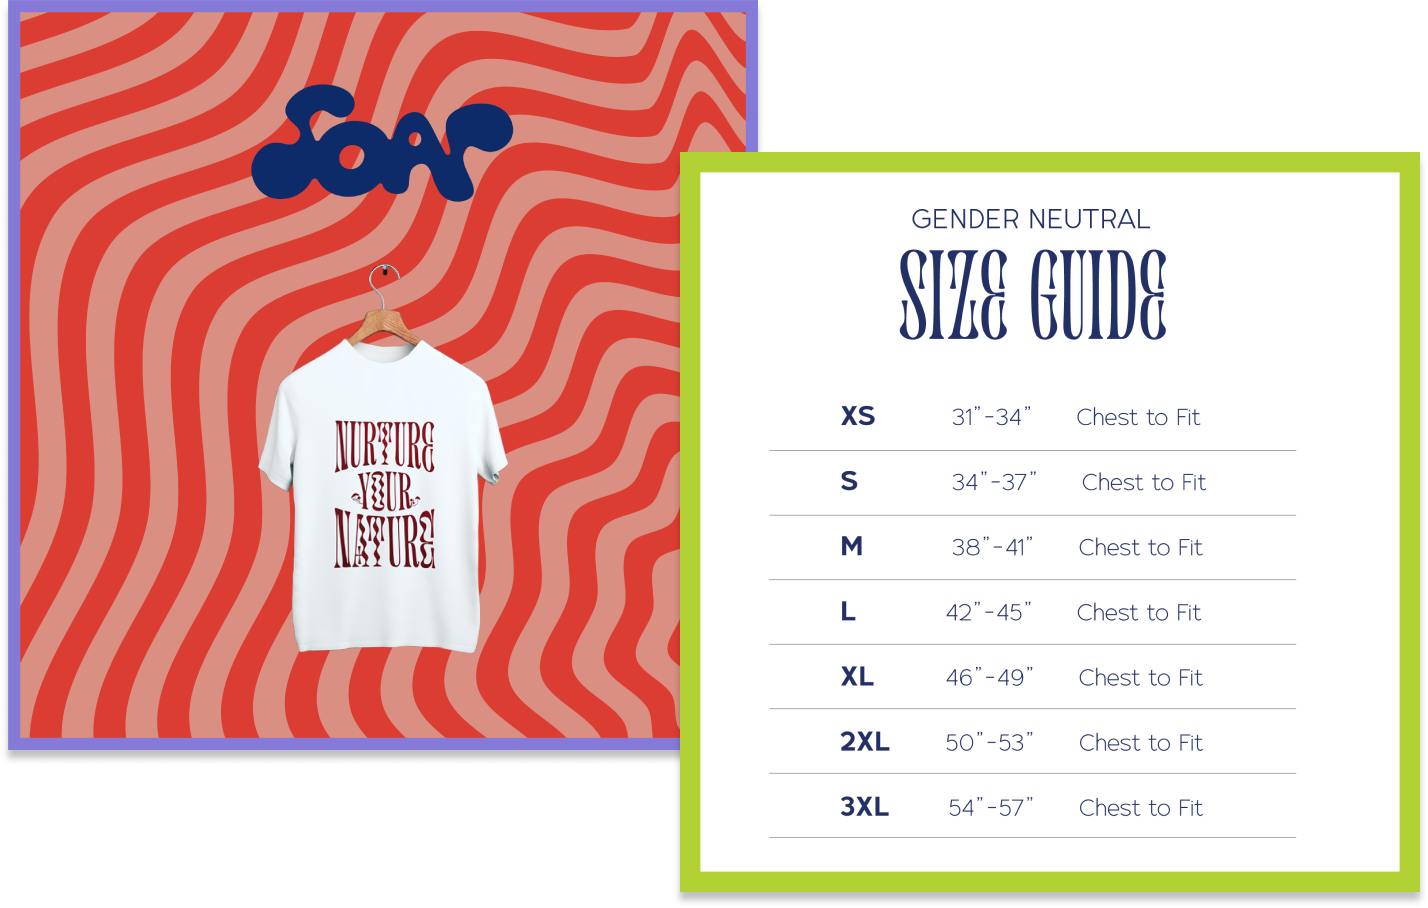 SOAP
NURTURE
YOUR
NATURE
GENDER NEUTRAL
SIZE GUIDE
XS 31”-34” Chest to Fit
S 34”-37” Chest to Fit
M 38”-41” Chest to Fit
L 42”-45” Chest to Fit
XL 46”-49” Chest to Fit
2XL 50”-53” Chest to Fit
3XL 54”-57” Chest to Fit